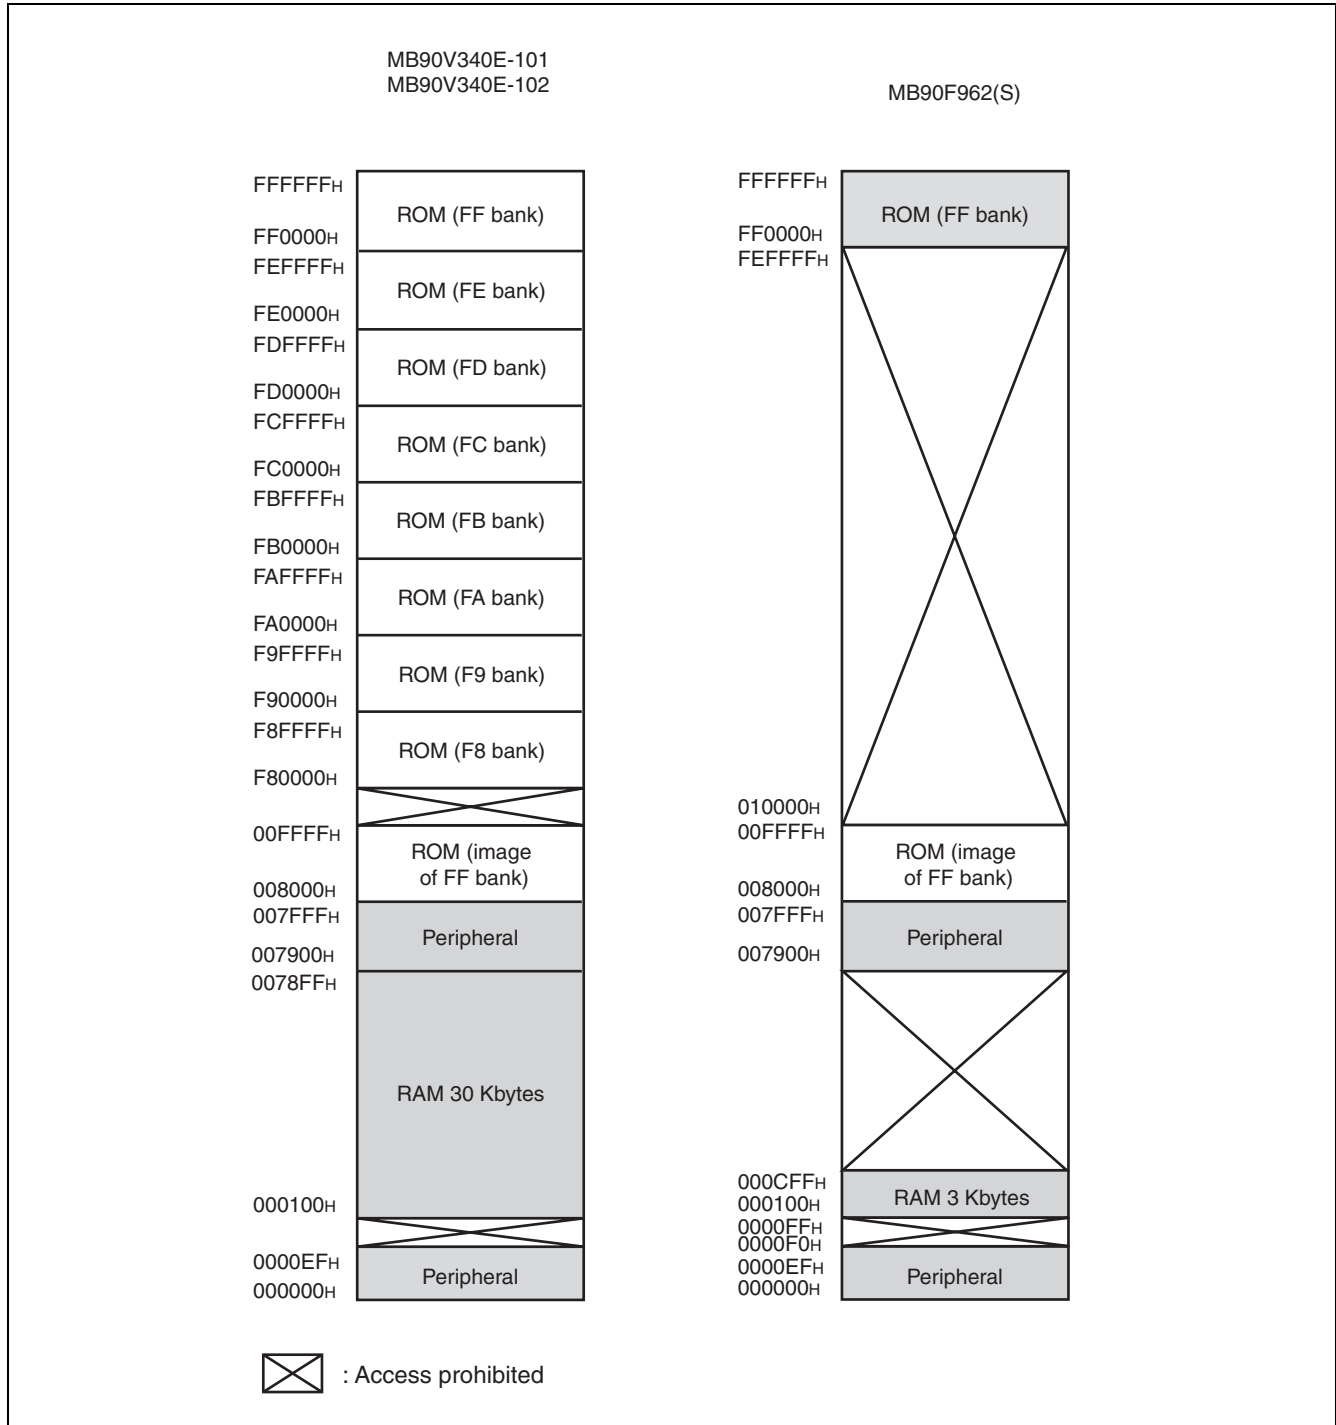 MB90V340E-101
MB90V340E-102
FFFFFFH
ROM (FF bank)
FF0000H
FEFFFFH
ROM (FE bank)
FE0000H
FDFFFFH
ROM (FD bank)
FD0000H
FCFFFFH
ROM (FC bank)
FC0000H
FBFFFFH
ROM (FB bank)
FB0000H
FAFFFFH
ROM (FA bank)
FA0000H
F9FFFFH
ROM (F9 bank)
F90000H
F8FFFFH
ROM (F8 bank)
F80000H
00FFFFH
ROM (image
of FF bank)
008000H
007FFFH
Peripheral
007900H
0078FFH
RAM 30 Kbytes
000100H
0000EFH
Peripheral
000000H
MB90F962(S)
FFFFFFH
ROM (FF bank)
FF0000H
FEFFFFH
010000H
00FFFFH
ROM (image
of FF bank)
008000H
007FFFH
Peripheral
007900H
000CFFH
RAM 3 Kbytes
000100H
0000FFH
0000F0H
0000EFH
Peripheral
000000H
: Access prohibited